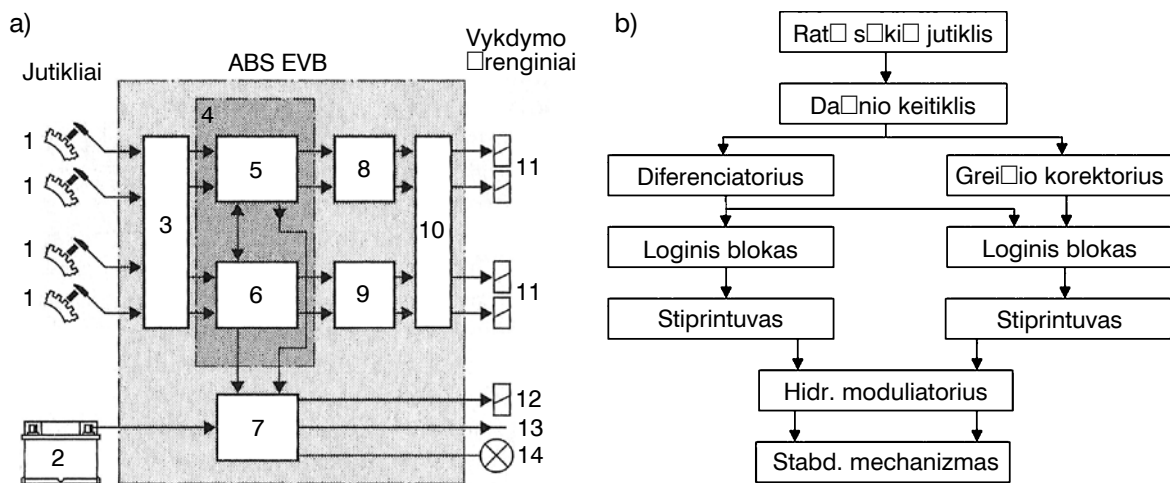 a)
Jutikliai
ABS EVB
Vykdymo
□renginiai
1
1
1
1
2
3
4
5
6
7
8
9
10
11
11
12
13
14
b)
Rat□ s□ki□ jutiklis
Da□nio keitiklis
Diferenciatorius
Grei□io korektorius
Loginis blokas
Loginis blokas
Stiprintuvas
Stiprintuvas
Hidr. moduliatorius
Stabd. mechanizmas